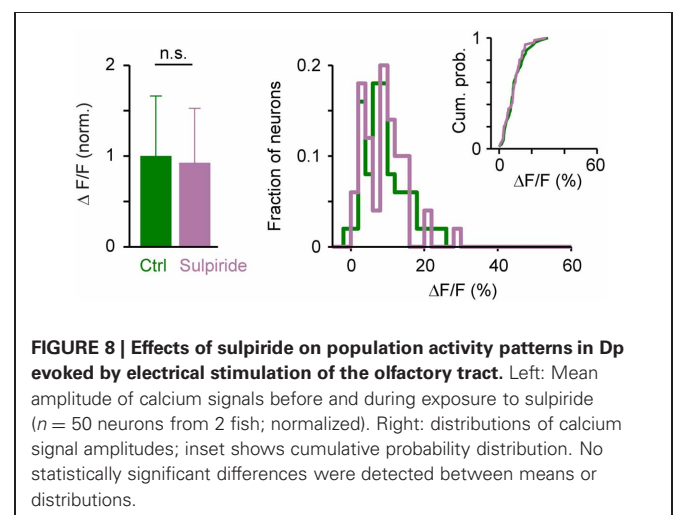 n.s.
2
1
0
Δ F/F (norm.)
Ctrl Sulpiride
0.2
0.1
0
Fraction of neurons
0 20 40 60
ΔF/F (%)
1
0
Cum. prob.
0 60
ΔF/F (%)
FIGURE 8 | Effects of sulpiride on population activity patterns in Dp
evoked by electrical stimulation of the olfactory tract. Left: Mean
amplitude of calcium signals before and during exposure to sulpiride
(n = 50 neurons from 2 fish; normalized). Right: distributions of calcium
signal amplitudes; inset shows cumulative probability distribution. No
statistically significant differences were detected between means or
distributions.